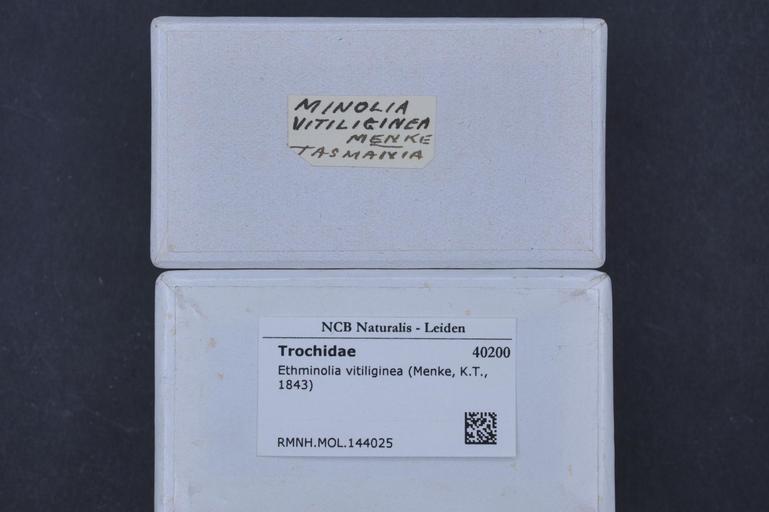 MINOLIA
VITILIGINEA
MENKE
TASMANIA
NCB Naturalis - Leiden
Trochidae 40200
Ethminolia vitiliginea (Menke, K.T.,
1843)
RMNH.MOL.144025